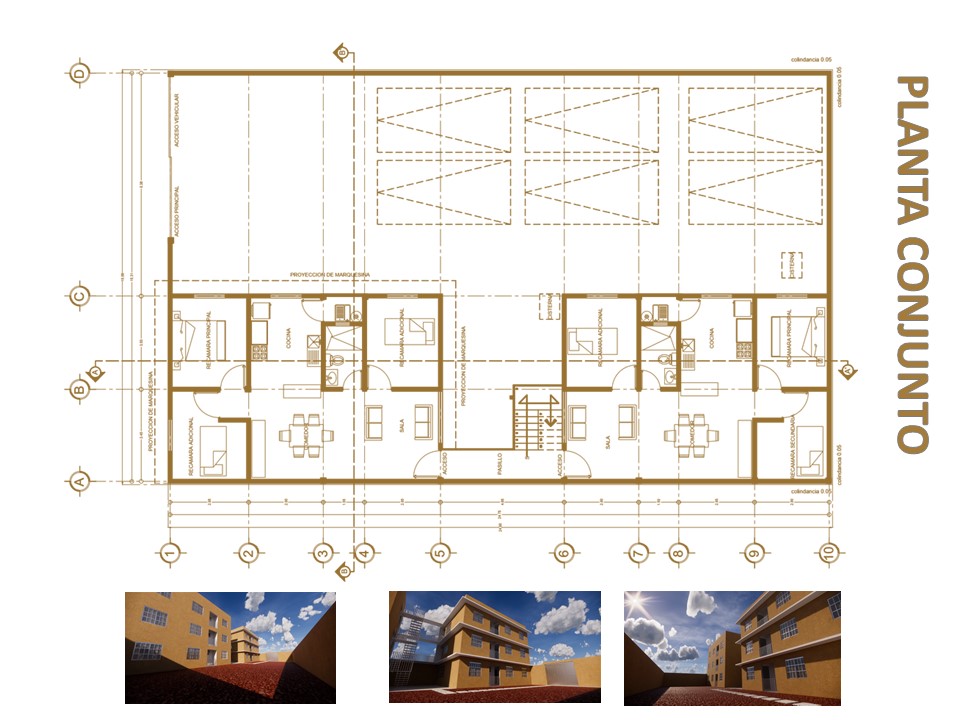 PLANTA CONJUNTO
B
colindancia 0.05
colindancia 0.05
D
ACCESO VEHICULAR
ACCESO PRINCIPAL
CISTERNA
PROYECCION DE MARQUESINA
C
CISTERNA
RECAMARA PRINCIPAL
COCINA
RECAMARA ADICIONAL
PROYECCION DE MARQUESINA
RECAMARA ADICIONAL
COCINA
RECAMARA PRINCIPAL
A
A
B
PROYECCION DE MARQUESINA
RECAMARA ADICIONAL
COMEDOR
SALA
SALA
COMEDOR
RECAMARA SECUNDARIA
ACCESO
PASILLO
S
ACCESO
colindancia 0.05
A
colindancia 0.05
1
2
3
4
5
6
7
8
9
10
B